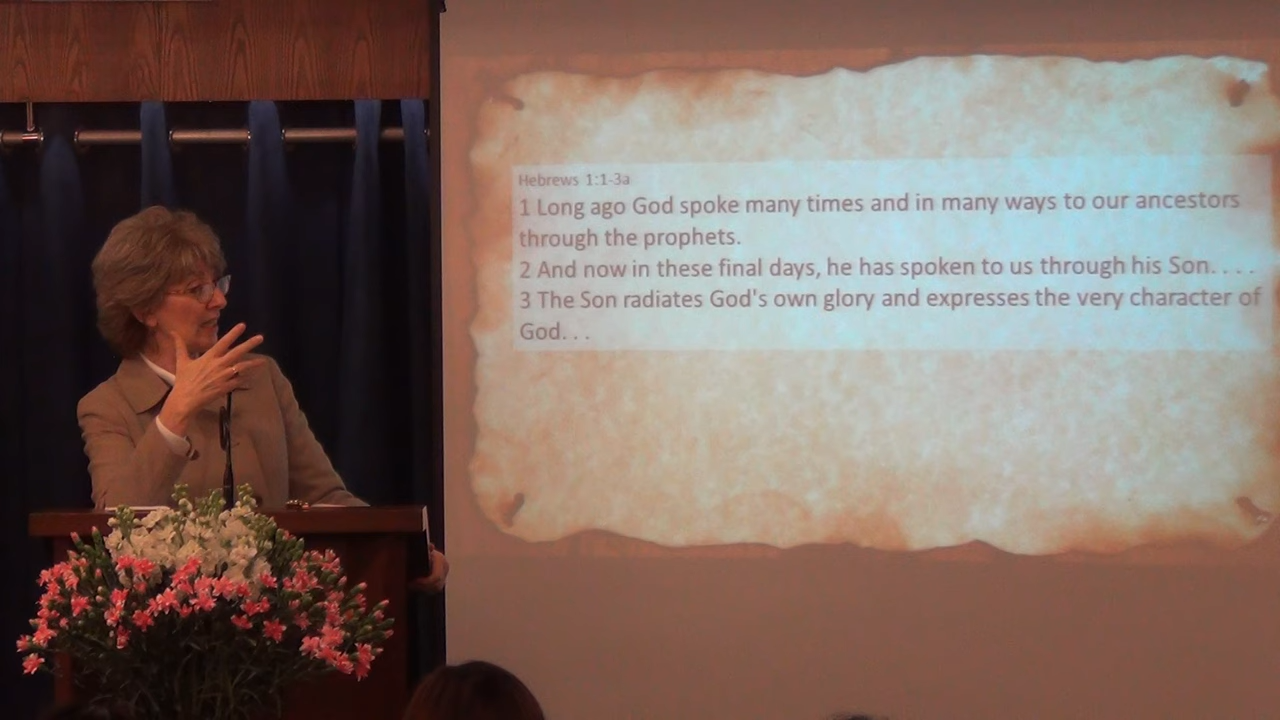 Hebrews 1:1-3a
1 Long ago God spoke many times and in many ways to our ancestors
through the prophets.
2 And now in these final days, he has spoken to us through his Son. . . .
3 The Son radiates God's own glory and expresses the very character of
God. . .